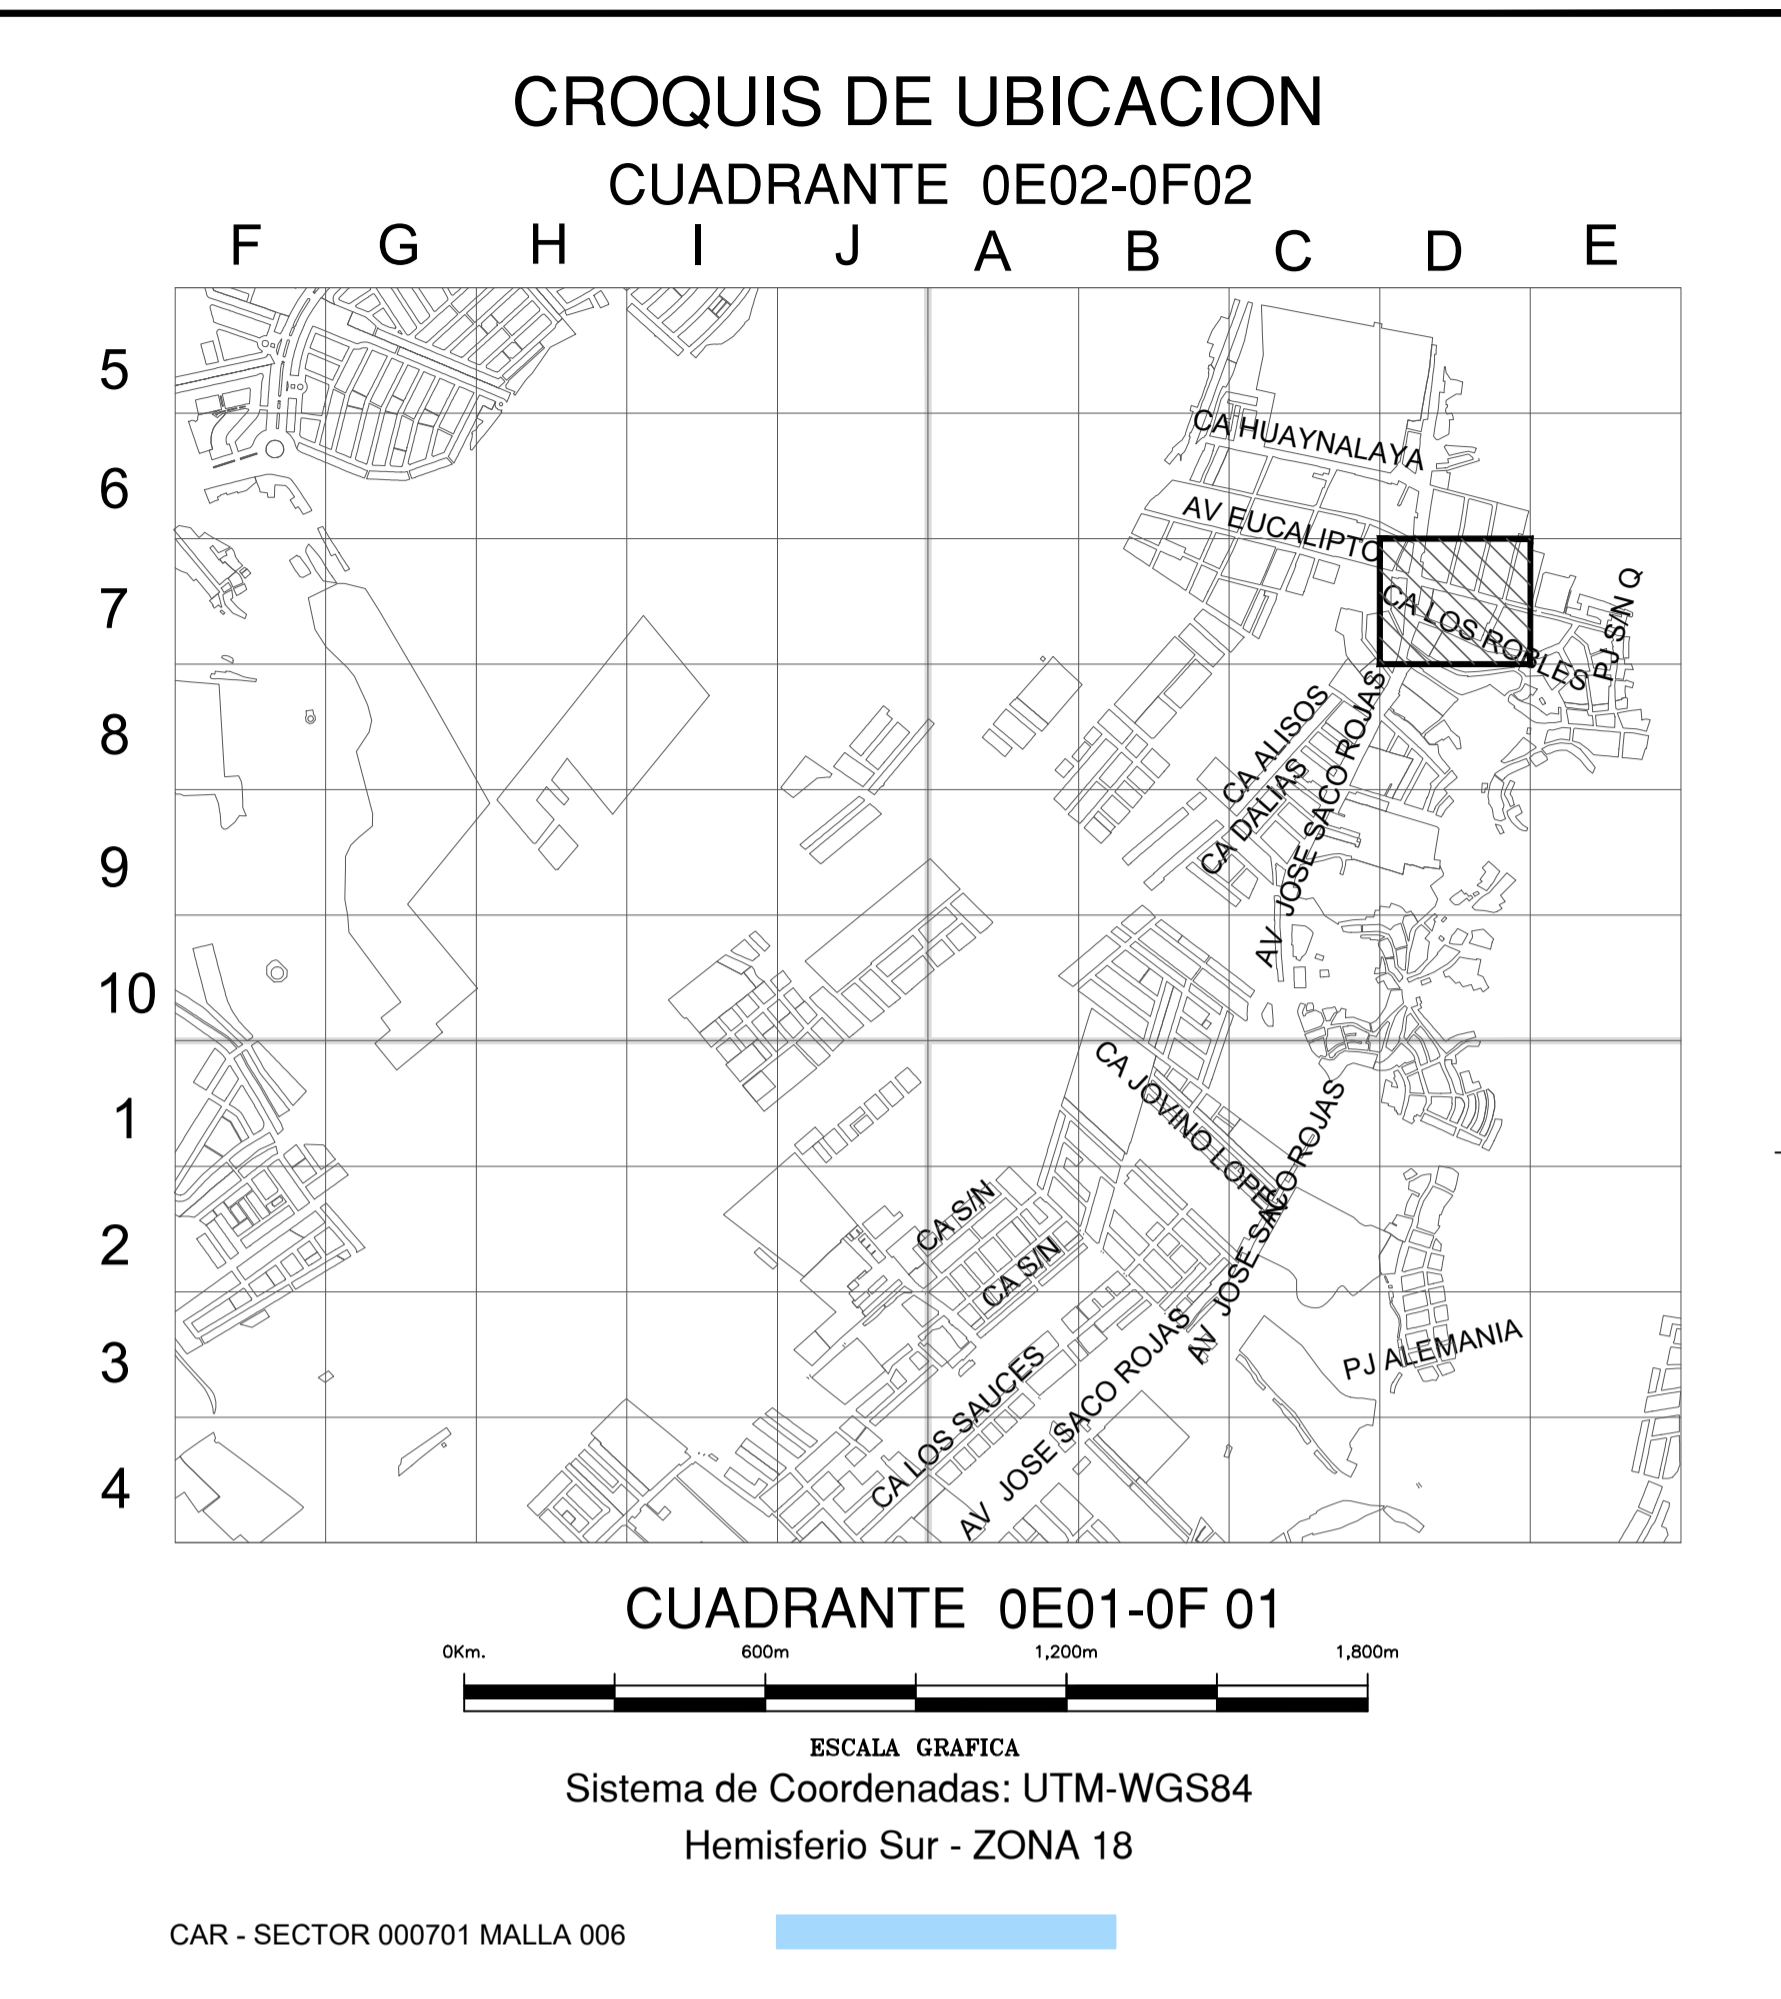 CROQUIS DE UBICACION
CUADRANTE 0E02-0F02
F G H I J A B C D E
5
CA HUAYNALAYA
6
AV EUCALIPTO
7
CA LOS ROBLES
PJ S/N Q
8
CA ALISOS
CA DALIAS
AV JOSE SACO ROJAS
9
10
CA JOVINO LOPEZ
1
AV JOSE SACO ROJAS
CA S/N
2
CA S/N
3
PJ ALEMANIA
CA LOS SAUCES
AV JOSE SACO ROJAS
4
CUADRANTE 0E01-0F 01
0Km. 600m 1,200m 1,800m
ESCALA GRAFICA
Sistema de Coordenadas: UTM-WGS84
Hemisferio Sur - ZONA 18
CAR - SECTOR 000701 MALLA 006